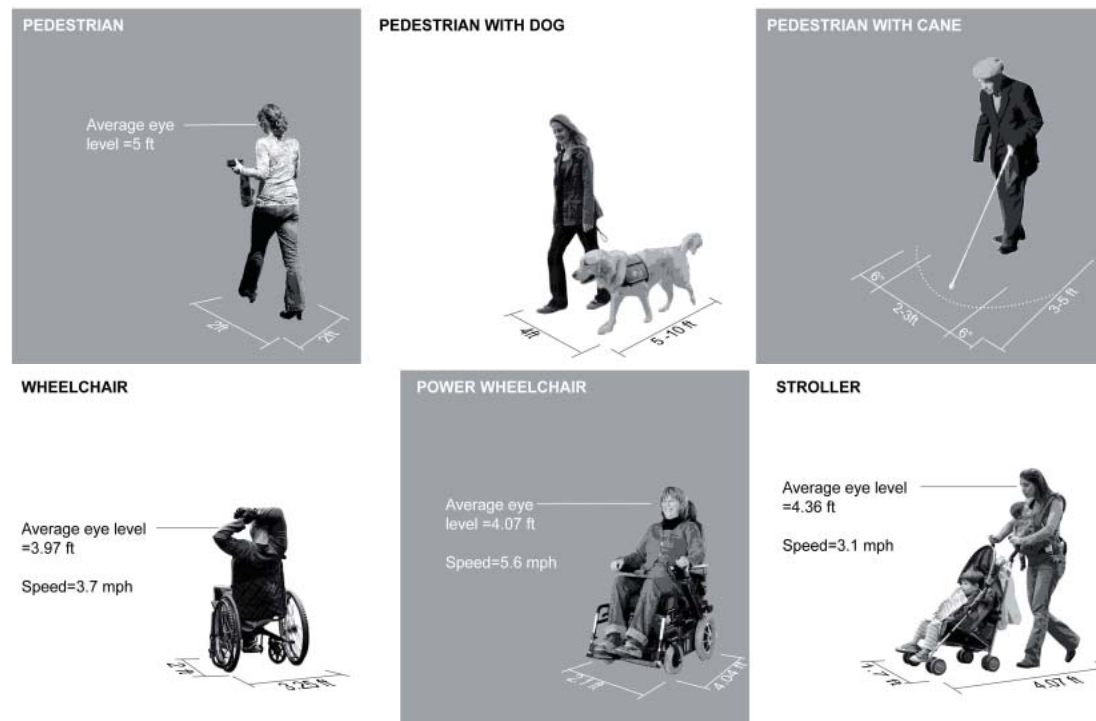 PEDESTRIAN
Average eye
level =5 ft
2ft
2ft
PEDESTRIAN WITH DOG
4ft
5 -10 ft
PEDESTRIAN WITH CANE
6"
2-3ft
6"
3-5 ft
WHEELCHAIR
Average eye level
=3.97 ft
Speed=3.7 mph
2 ft
3.25 ft
POWER WHEELCHAIR
Average eye
level =4.07 ft
Speed=5.6 mph
2.1 ft
4.04 ft
STROLLER
Average eye level
=4.36 ft
Speed=3.1 mph
1.7 ft
4.07 ft